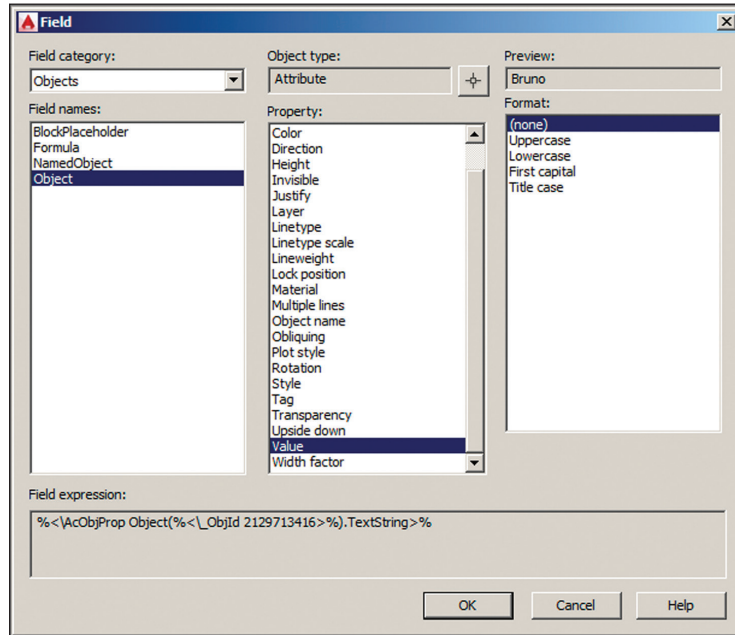 Field
Field category:
Objects
Field names:
BlockPlaceholder
Formula
NamedObject
Object
Object type:
Attribute
Property:
Color
Direction
Height
Invisible
Justify
Layer
Linetype
Linetype scale
Lineweight
Lock position
Material
Multiple lines
Object name
Obliquing
Plot style
Rotation
Style
Tag
Transparency
Upside down
Value
Width factor
Preview:
Bruno
Format:
(none)
Uppercase
Lowercase
First capital
Title case
Field expression:
%<\AcObjProp Object(%<\_ObjId 2129713416>%).TextString>%
OK
Cancel
Help